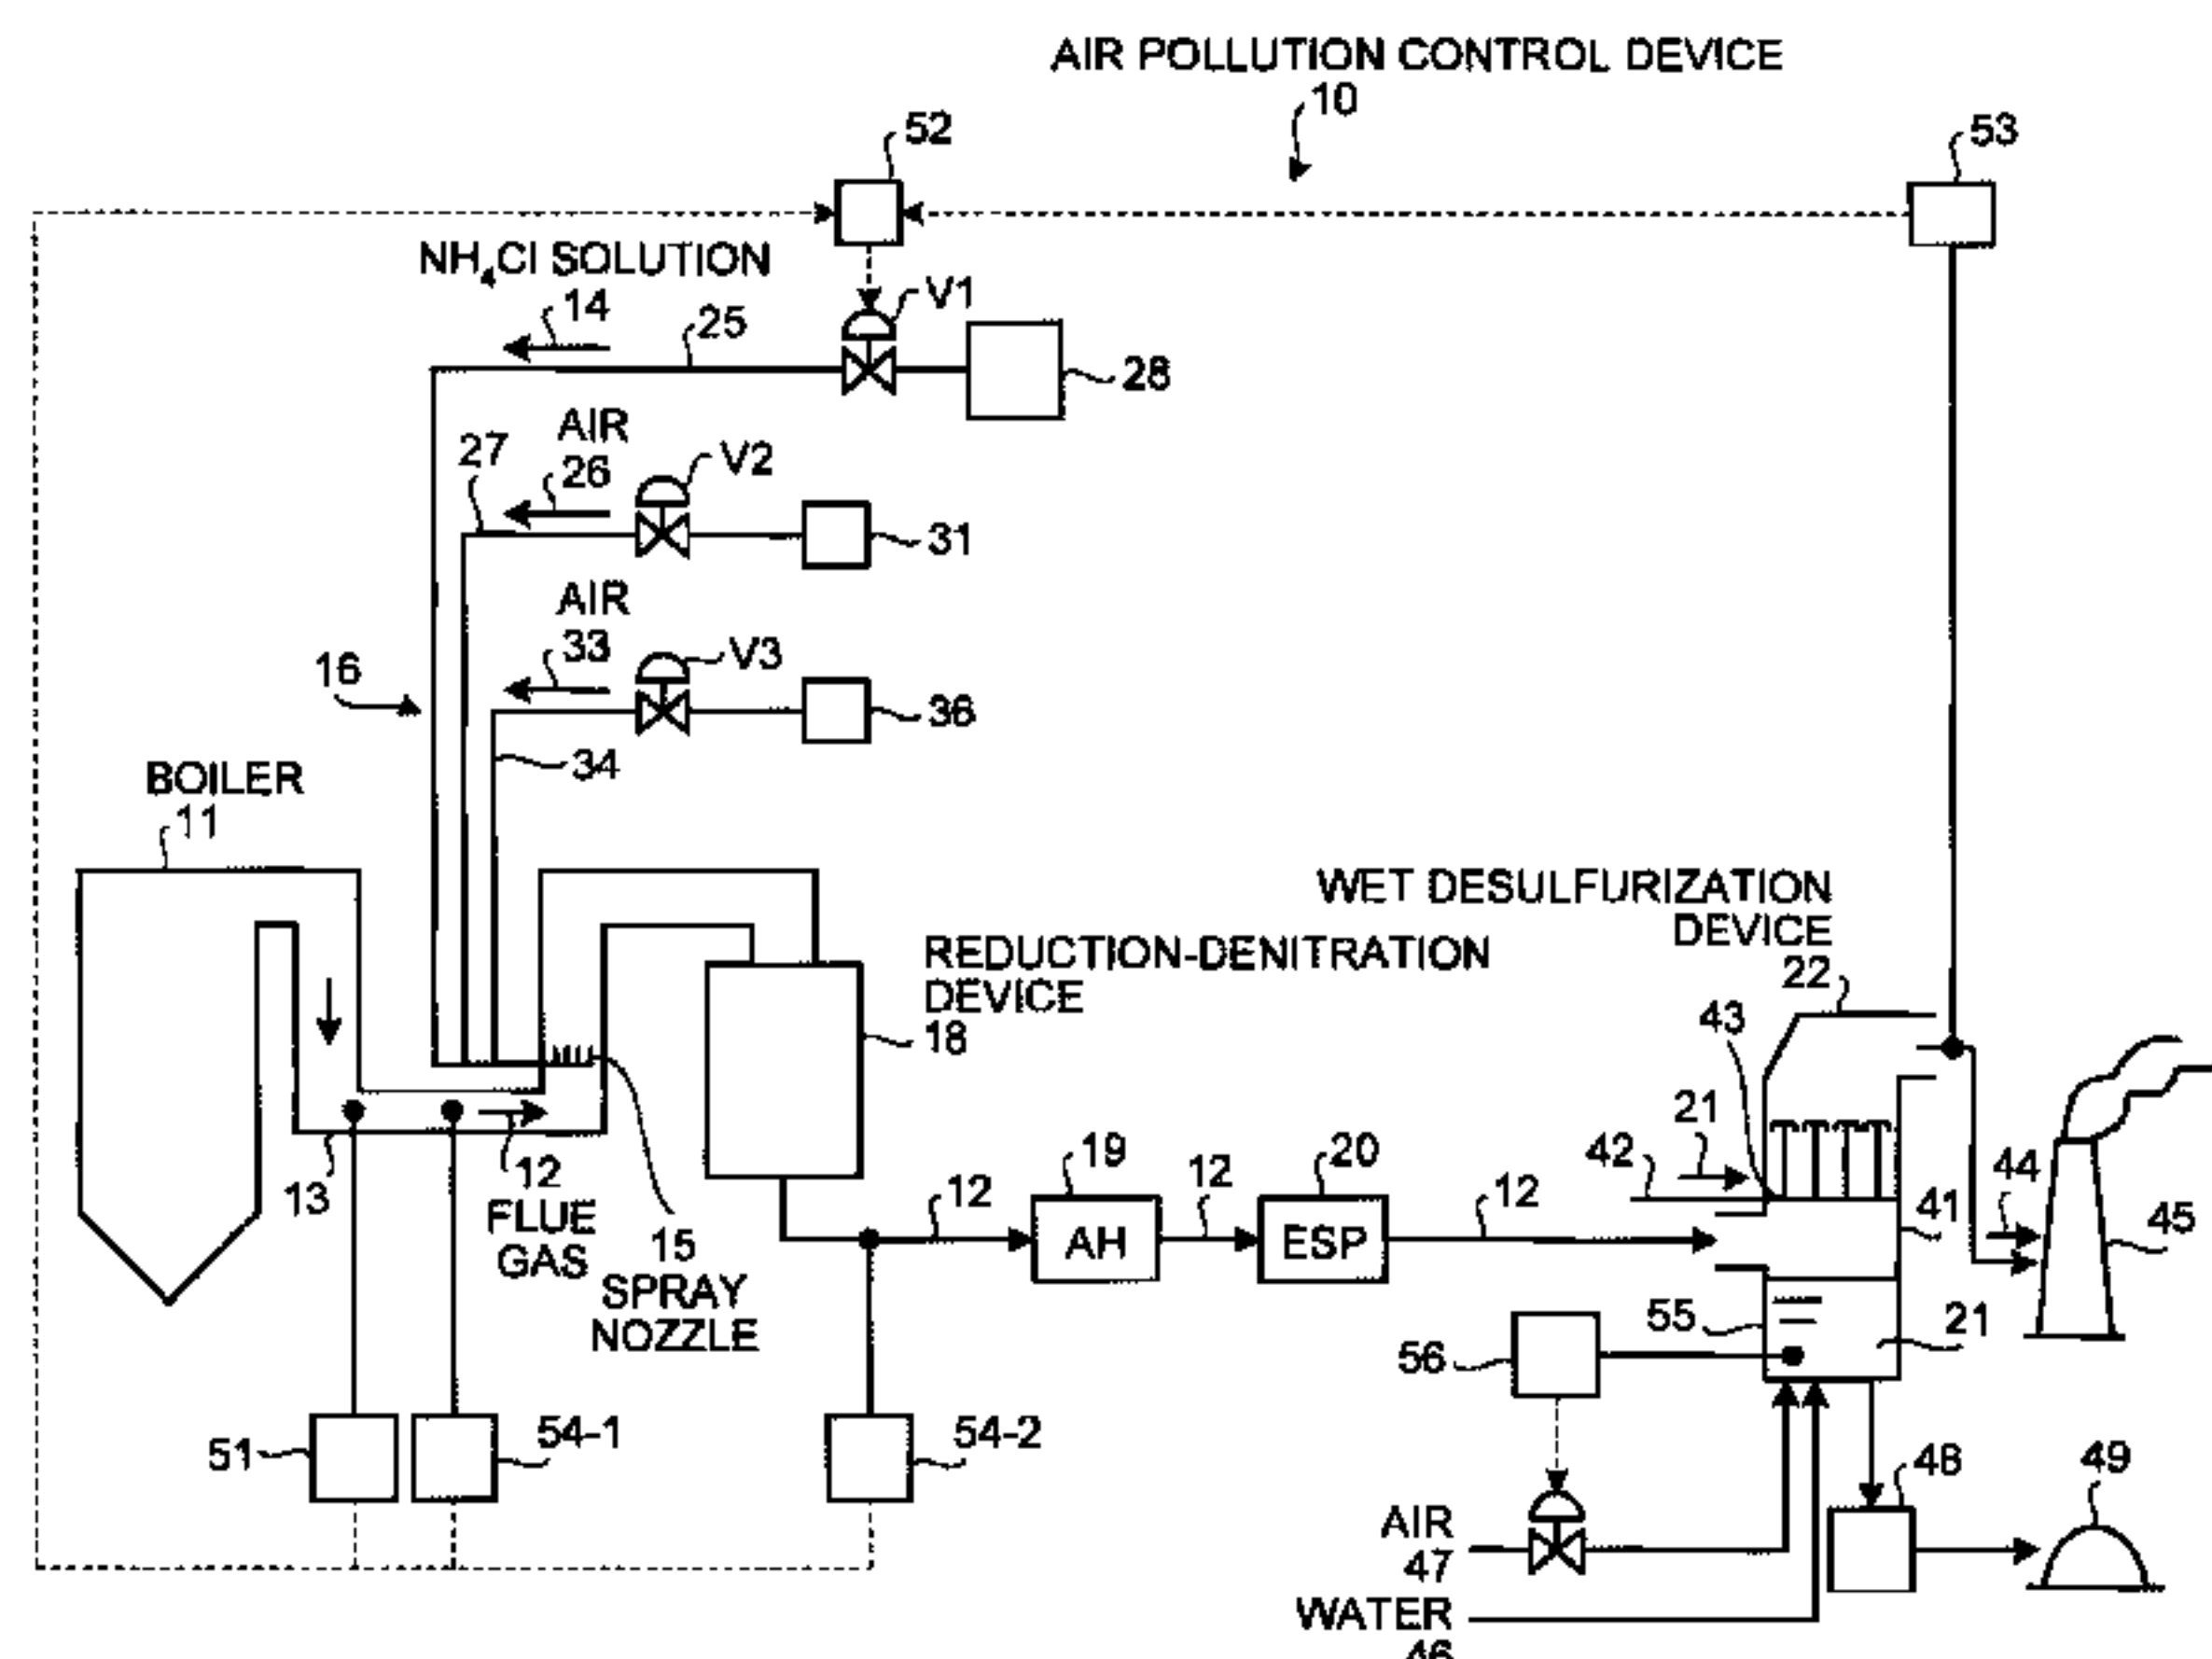 AIR POLLUTION CONTROL DEVICE
10
52
53
NH4Cl SOLUTION
14
25
V1
28
AIR
27
26
V2
31
AIR
33
V3
16
36
34
BOILER
11
WET DESULFURIZATION
DEVICE
22
REDUCTION-DENITRATION
DEVICE
18
43
21
42
19
12
20
12
12
44
41
45
13
12
FLUE
GAS
15
SPRAY
NOZZLE
AH
ESP
55
21
56
51
54-1
54-2
48
49
AIR
47
WATER
46